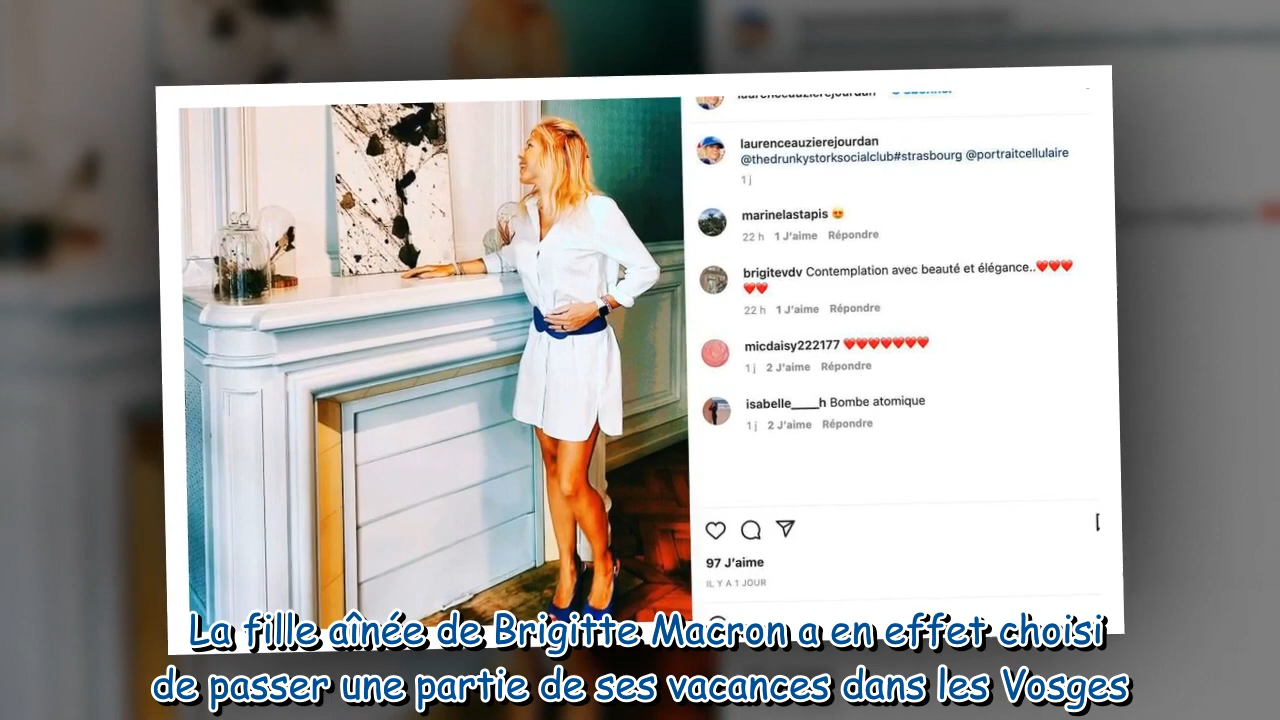 laurenceauzierejourdan
laurenceauzierejourdan
@thedrunkystorksocialclub#strasbourg @portraitcellulaire
1 j
marinelastapis 😍
22 h 1 J'aime Répondre
brigitevdv Contemplation avec beauté et élégance..❤️❤️❤️
❤️❤️
22 h 1 J'aime Répondre
micdaisy222177 ❤️❤️❤️❤️❤️❤️❤️
1 j 2 J'aime Répondre
isabelle____h Bombe atomique
1 j 2 J'aime Répondre
97 J'aime
IL Y A 1 JOUR
La fille aînée de Brigitte Macron a en effet choisi
de passer une partie de ses vacances dans les Vosges